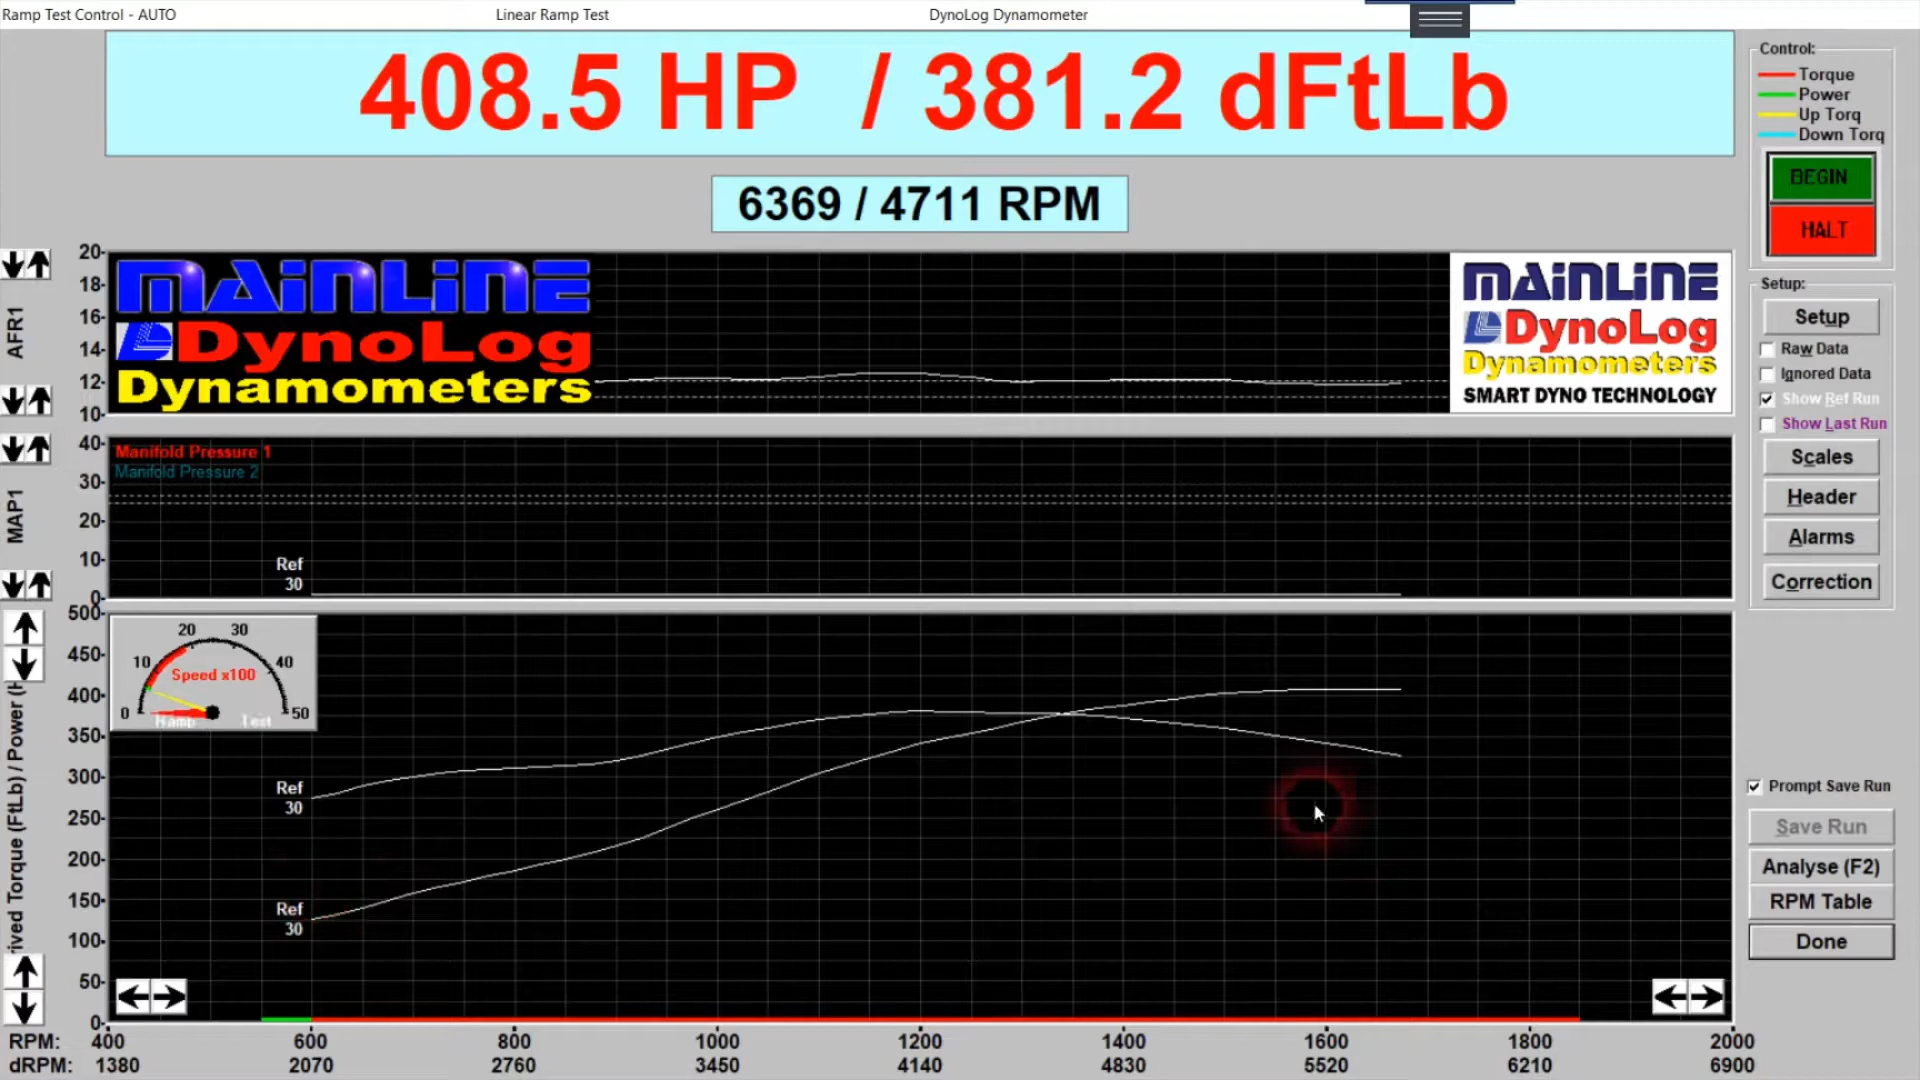 Ramp Test Control - AUTO
Linear Ramp Test
DynoLog Dynamometer
408.5 HP / 381.2 dFtLb
6369 / 4711 RPM
Control:
Torque
Power
Up Torq
Down Torq
BEGIN
HALT
Setup:
Setup
Raw Data
Ignored Data
Show Ref Run
Show Last Run
Scales
Header
Alarms
Correction
Prompt Save Run
Save Run
Analyse (F2)
RPM Table
Done
AFR1
20
18
16
14
12
10
MAiNLiNE
DynoLog
Dynamometers
MAiNLiNE
DynoLog
Dynamometers
SMART DYNO TECHNOLOGY
MAP1
40
30
20
10
0
Manifold Pressure 1
Manifold Pressure 2
Ref
30
rived Torque (FtLb) / Power (H
500
450
400
350
300
250
200
150
100
50
0
0 10 20 30 40 50
Speed x100
Ramp Test
Ref
30
Ref
30
RPM: 400 600 800 1000 1200 1400 1600 1800 2000
dRPM: 1380 2070 2760 3450 4140 4830 5520 6210 6900